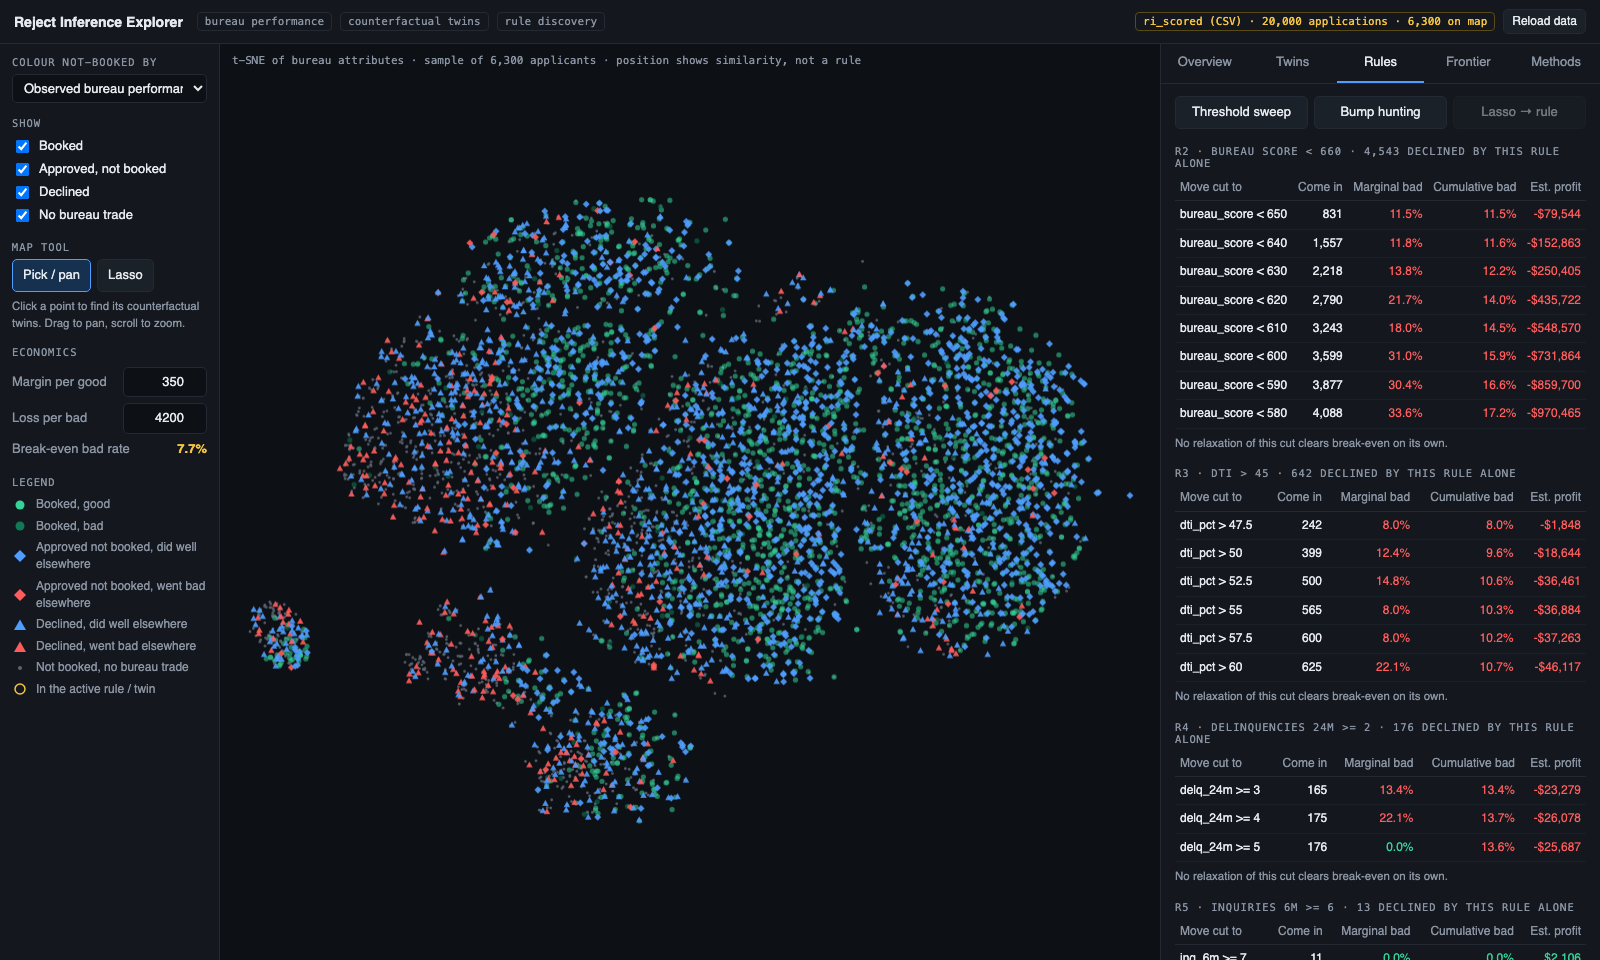 Reject Inference Explorer
bureau performance
counterfactual twins
rule discovery
ri_scored (CSV) · 20,000 applications · 6,300 on map
Reload data
COLOUR NOT-BOOKED BY
Observed bureau performar
SHOW
Booked
Approved, not booked
Declined
No bureau trade
MAP TOOL
Pick / pan
Lasso
Click a point to find its counterfactual
twins. Drag to pan, scroll to zoom.
ECONOMICS
Margin per good 350
Loss per bad 4200
Break-even bad rate 7.7%
LEGEND
Booked, good
Booked, bad
Approved not booked, did well
elsewhere
Approved not booked, went bad
elsewhere
Declined, did well elsewhere
Declined, went bad elsewhere
Not booked, no bureau trade
In the active rule / twin
t-SNE of bureau attributes · sample of 6,300 applicants · position shows similarity, not a rule
Overview Twins Rules Frontier Methods
Threshold sweep
Bump hunting
Lasso → rule
R2 · BUREAU SCORE < 660 · 4,543 DECLINED BY THIS RULE
ALONE
Move cut to Come in Marginal bad Cumulative bad Est. profit
bureau_score < 650 831 11.5% 11.5% -$79,544
bureau_score < 640 1,557 11.8% 11.6% -$152,863
bureau_score < 630 2,218 13.8% 12.2% -$250,405
bureau_score < 620 2,790 21.7% 14.0% -$435,722
bureau_score < 610 3,243 18.0% 14.5% -$548,570
bureau_score < 600 3,599 31.0% 15.9% -$731,864
bureau_score < 590 3,877 30.4% 16.6% -$859,700
bureau_score < 580 4,088 33.6% 17.2% -$970,465
No relaxation of this cut clears break-even on its own.
R3 · DTI > 45 · 642 DECLINED BY THIS RULE ALONE
Move cut to Come in Marginal bad Cumulative bad Est. profit
dti_pct > 47.5 242 8.0% 8.0% -$1,848
dti_pct > 50 399 12.4% 9.6% -$18,644
dti_pct > 52.5 500 14.8% 10.6% -$36,461
dti_pct > 55 565 8.0% 10.3% -$36,884
dti_pct > 57.5 600 8.0% 10.2% -$37,263
dti_pct > 60 625 22.1% 10.7% -$46,117
No relaxation of this cut clears break-even on its own.
R4 · DELINQUENCIES 24M >= 2 · 176 DECLINED BY THIS RULE
ALONE
Move cut to Come in Marginal bad Cumulative bad Est. profit
delq_24m >= 3 165 13.4% 13.4% -$23,279
delq_24m >= 4 175 22.1% 13.7% -$26,078
delq_24m >= 5 176 0.0% 13.6% -$25,687
No relaxation of this cut clears break-even on its own.
R5 · INQUIRIES 6M >= 6 · 13 DECLINED BY THIS RULE ALONE
Move cut to Come in Marginal bad Cumulative bad Est. profit
inq_6m >= 7 11 0.0% 0.0% $2,106